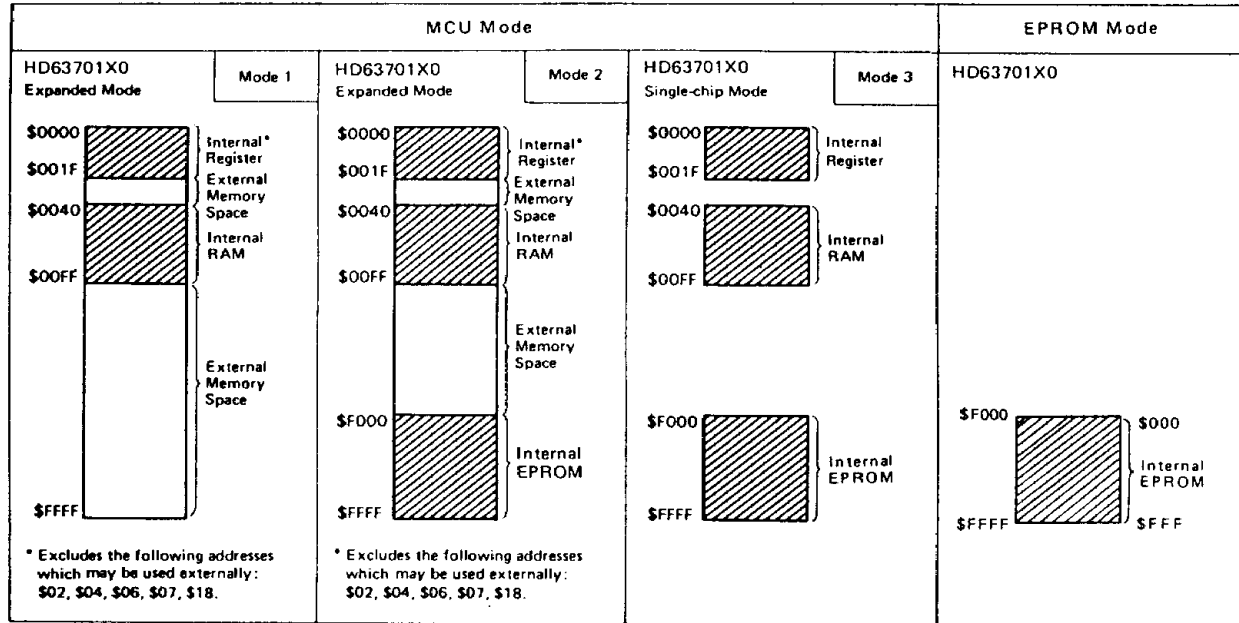 MCU Mode
EPROM Mode
HD63701X0
Expanded Mode
Mode 1
$0000
Internal*
Register
$001F
External
Memory
Space
$0040
Internal
RAM
$00FF
External
Memory
Space
$FFFF
* Excludes the following addresses
which may be used externally:
$02, $04, $06, $07, $18.
HD63701X0
Expanded Mode
Mode 2
$0000
Internal*
Register
$001F
External
Memory
Space
$0040
Internal
RAM
$00FF
External
Memory
Space
$F000
Internal
EPROM
$FFFF
* Excludes the following addresses
which may be used externally:
$02, $04, $06, $07, $18.
HD63701X0
Single-chip Mode
Mode 3
$0000
Internal
Register
$001F
$0040
Internal
RAM
$00FF
$F000
Internal
EPROM
$FFFF
HD63701X0
$F000
$000
Internal
EPROM
$FFFF
$FFF